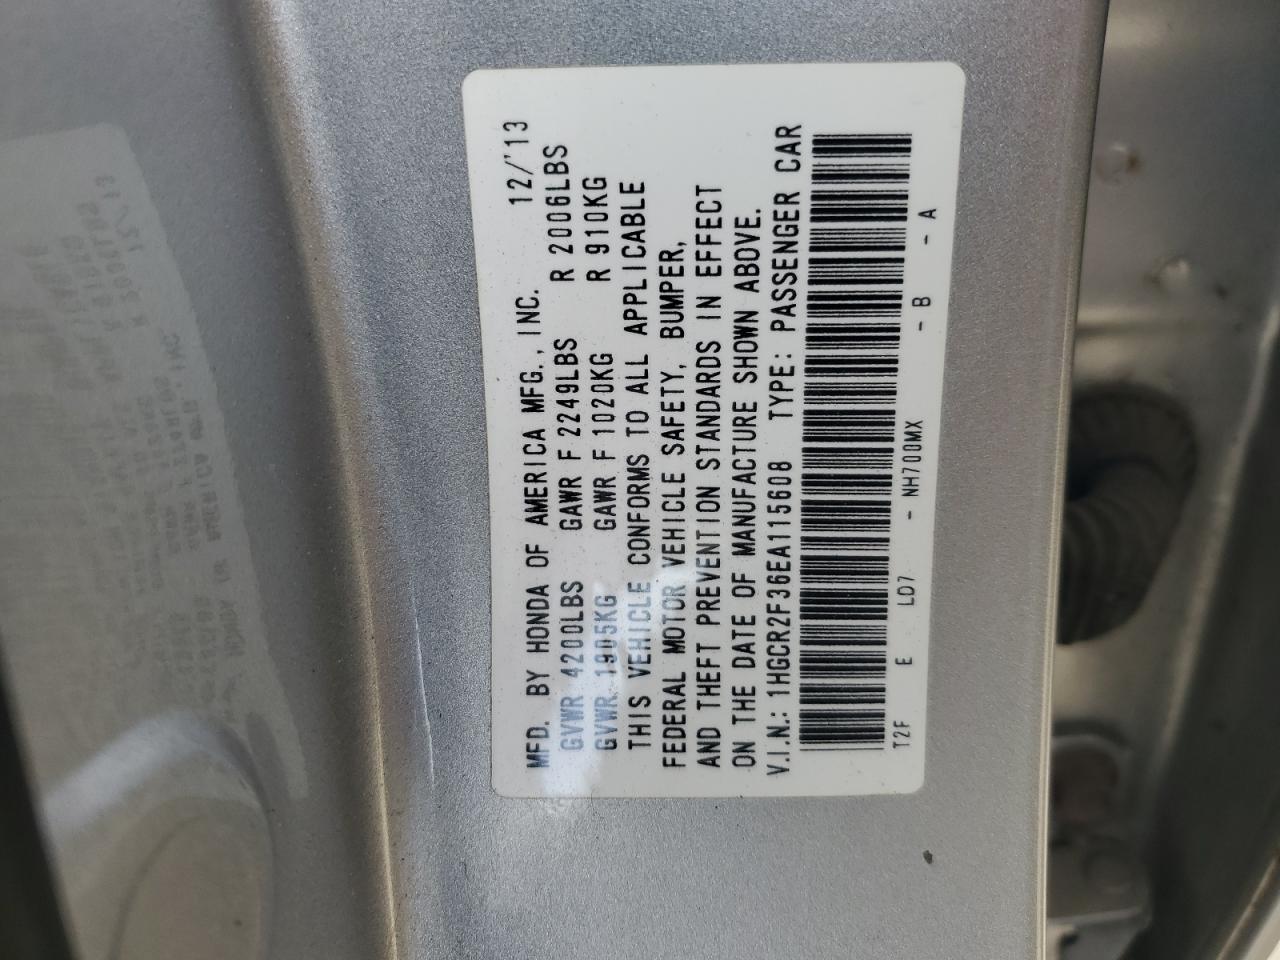 MFD. BY HONDA OF AMERICA MFG., INC. 12/'13
GVWR 4200LBS GAWR F 2249LBS R 2006LBS
GVWR 1905KG GAWR F 1020KG R 910KG
THIS VEHICLE CONFORMS TO ALL APPLICABLE
FEDERAL MOTOR VEHICLE SAFETY, BUMPER,
AND THEFT PREVENTION STANDARDS IN EFFECT
ON THE DATE OF MANUFACTURE SHOWN ABOVE.
V.I.N.: 1HGCR2F36EA115608 TYPE: PASSENGER CAR
T2F E LD7 - NH700MX - B - A